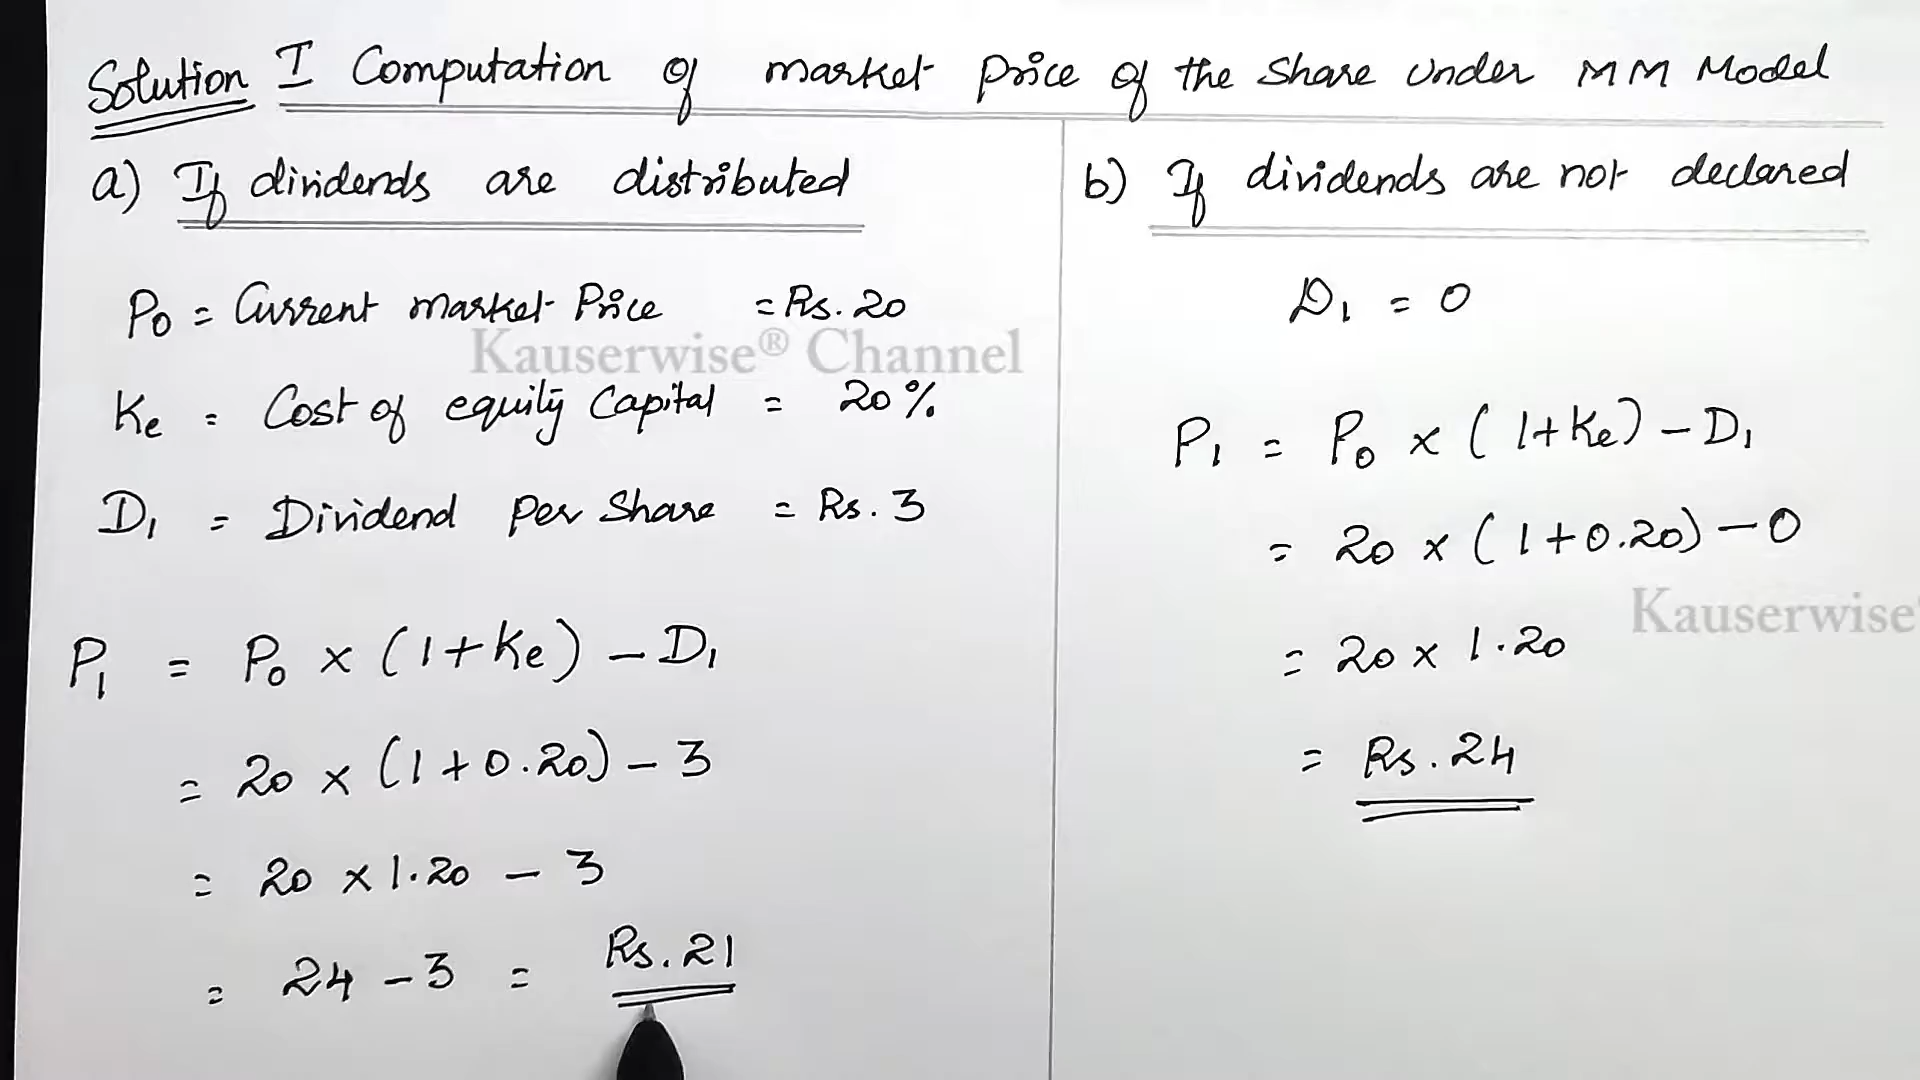 Solution I Computation of market Price of the Share Under MM Model
a) If dividends are distributed
P0 = Current market Price = Rs. 20
Ke = Cost of equity Capital = 20%
D1 = Dividend Per Share = Rs. 3
P1 = P0 × (1+Ke) – D1
= 20 × (1+0.20) – 3
= 20 × 1.20 – 3
= 24 – 3 = Rs. 21
b) If dividends are not declared
D1 = 0
P1 = P0 × (1+Ke) – D1
= 20 × (1+0.20) – 0
= 20 × 1.20
= Rs. 24
Kauserwise® Channel
Kauserwise